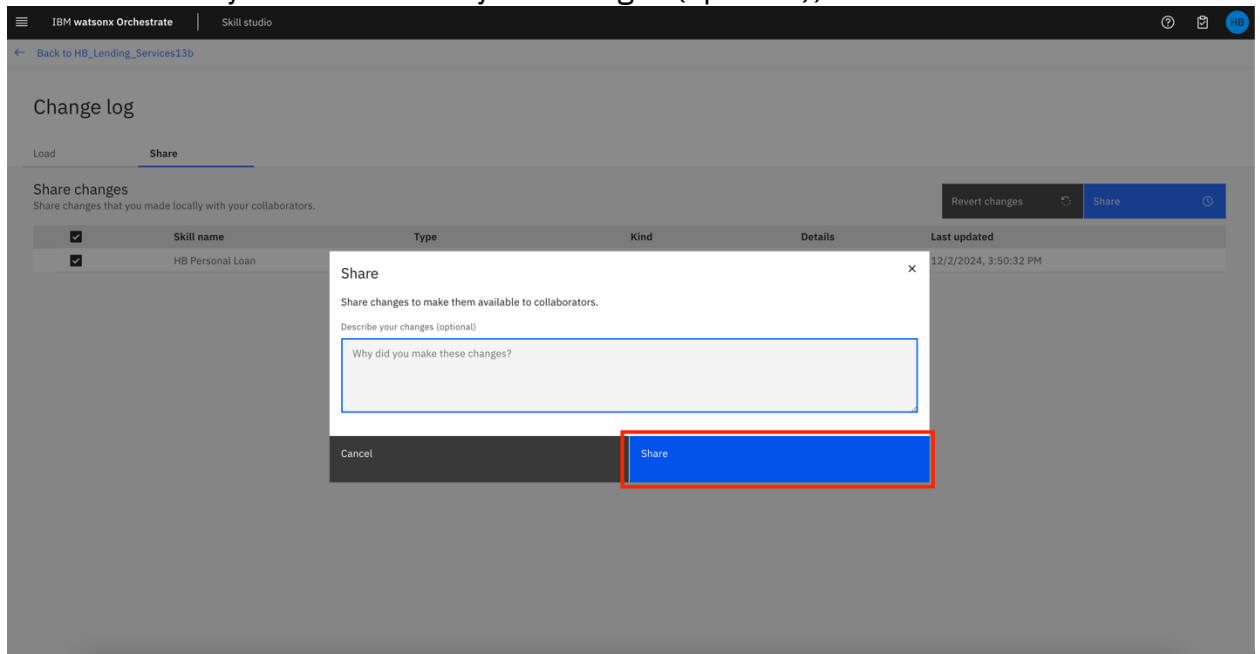 IBM watsonx Orchestrate Skill studio HB
← Back to HB_Lending_Services13b
Change log
Load Share
Share changes
Share changes that you made locally with your collaborators.
Revert changes Share
Skill name Type Kind Details Last updated
HB Personal Loan 12/2/2024, 3:50:32 PM
Share
Share changes to make them available to collaborators.
Describe your changes (optional)
Why did you make these changes?
Cancel Share